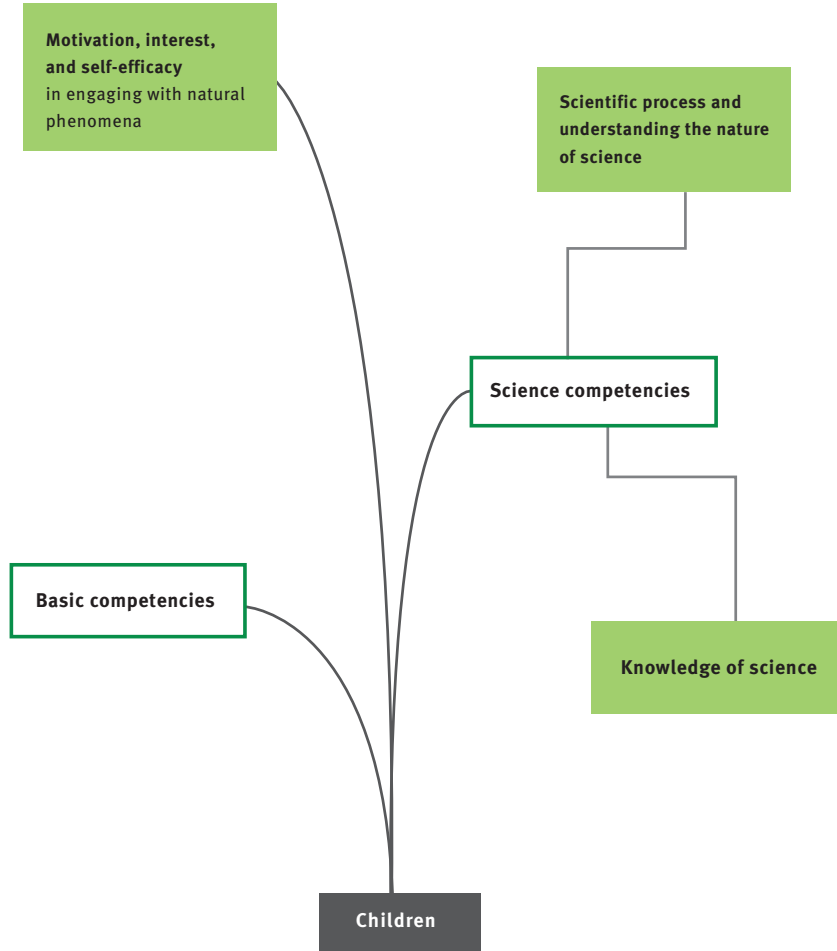 Motivation, interest,
and self-efficacy
in engaging with natural
phenomena
Scientific process and
understanding the nature
of science
Science competencies
Basic competencies
Knowledge of science
Children